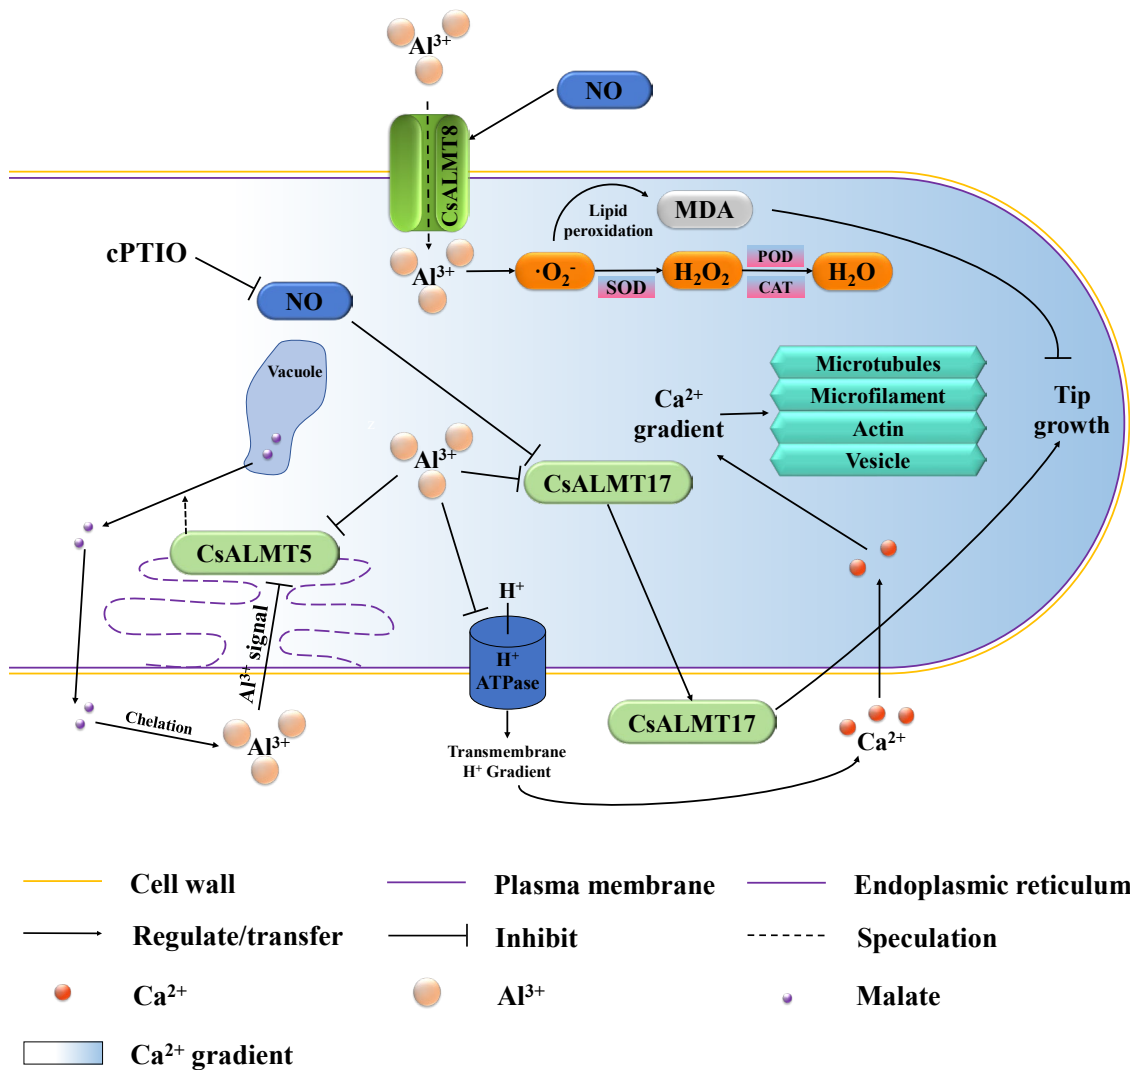 Al³⁺
NO
CsALMT8
cPTIO
NO
Al³⁺
Lipid
peroxidation
MDA
·O₂⁻
SOD
H₂O₂
POD
CAT
H₂O
Vacuole
Microtubules
Microfilament
Actin
Vesicle
Ca²⁺
gradient
Tip
growth
z
Al³⁺
CsALMT17
CsALMT5
Al³⁺ signal
H⁺
H⁺
ATPase
Chelation
Al³⁺
CsALMT17
Ca²⁺
Transmembrane
H⁺ Gradient
Cell wall
Plasma membrane
Endoplasmic reticulum
Regulate/transfer
Inhibit
Speculation
Ca²⁺
Al³⁺
Malate
Ca²⁺ gradient